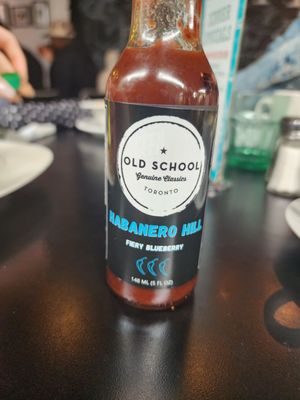 OLD SCHOOL
Genuine Classics
TORONTO
HABANERO HILL
FIERY BLUEBERRY
148 ML (5 FL OZ)